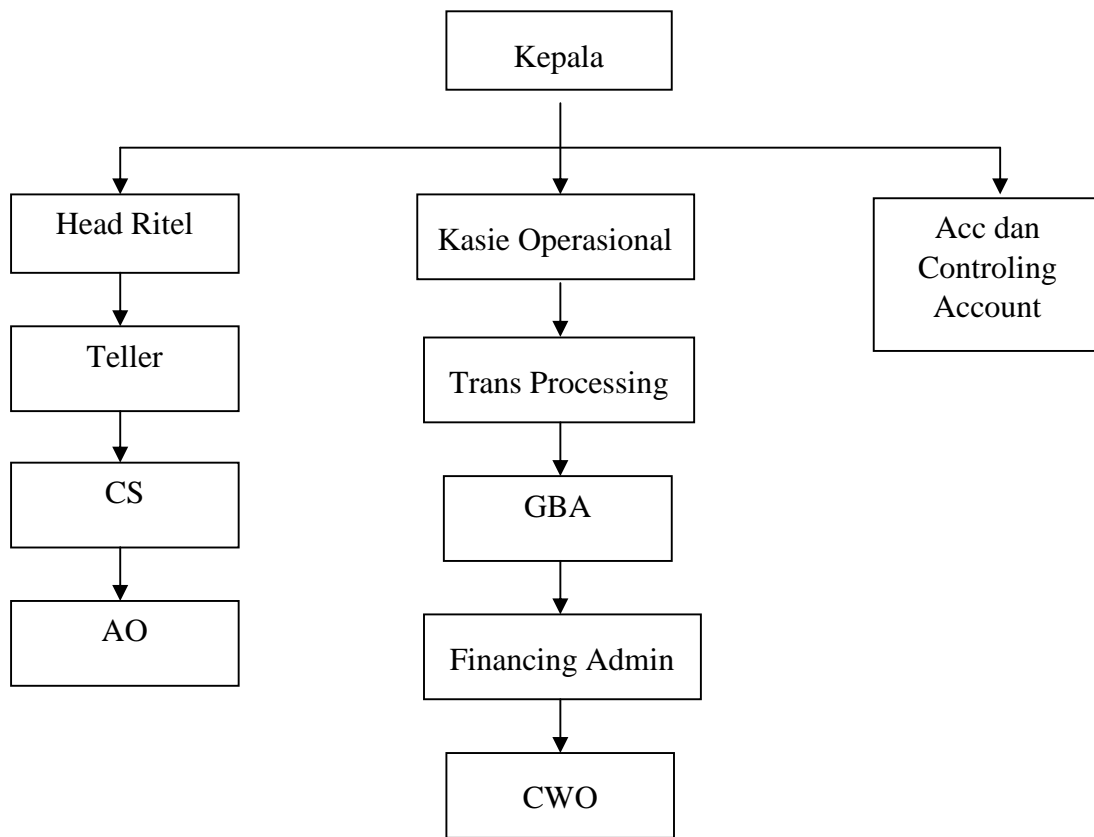 Kepala
Head Ritel
Kasie Operasional
Acc dan
Controling
Account
Teller
Trans Processing
CS
GBA
AO
Financing Admin
CWO